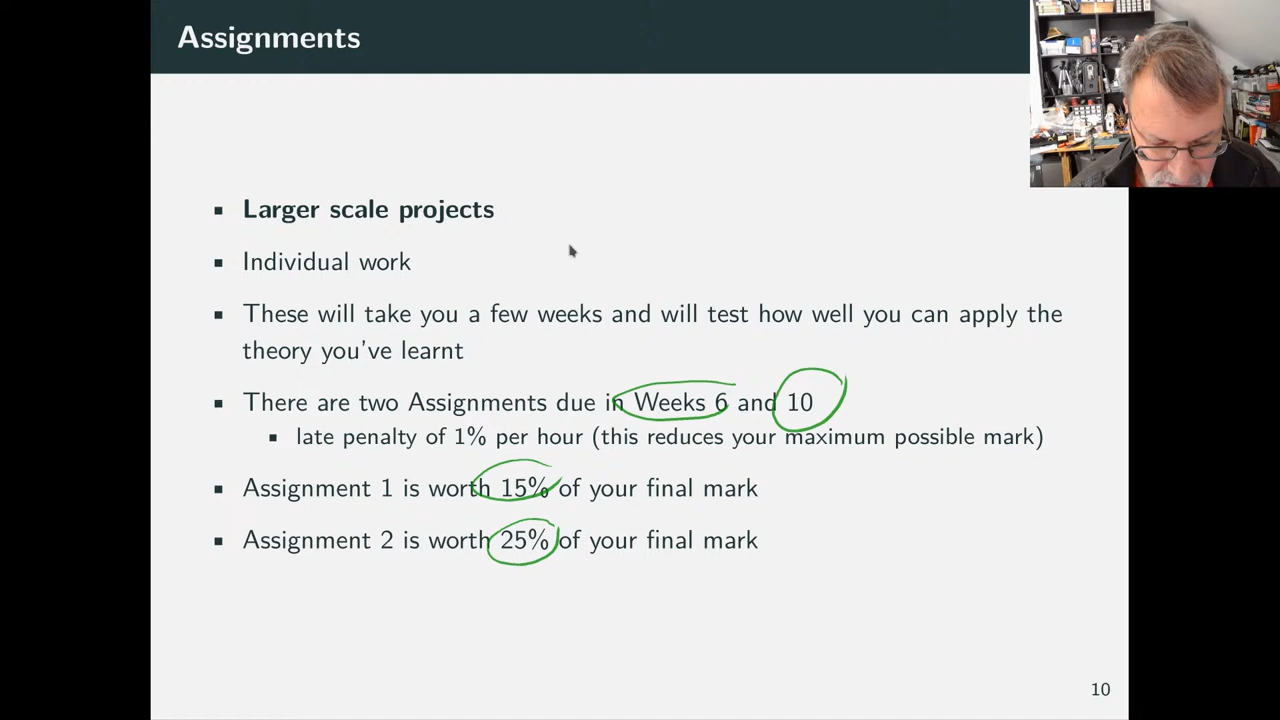 Assignments
Larger scale projects
Individual work
These will take you a few weeks and will test how well you can apply the
theory you've learnt
There are two Assignments due in Weeks 6 and 10
late penalty of 1% per hour (this reduces your maximum possible mark)
Assignment 1 is worth 15% of your final mark
Assignment 2 is worth 25% of your final mark
10